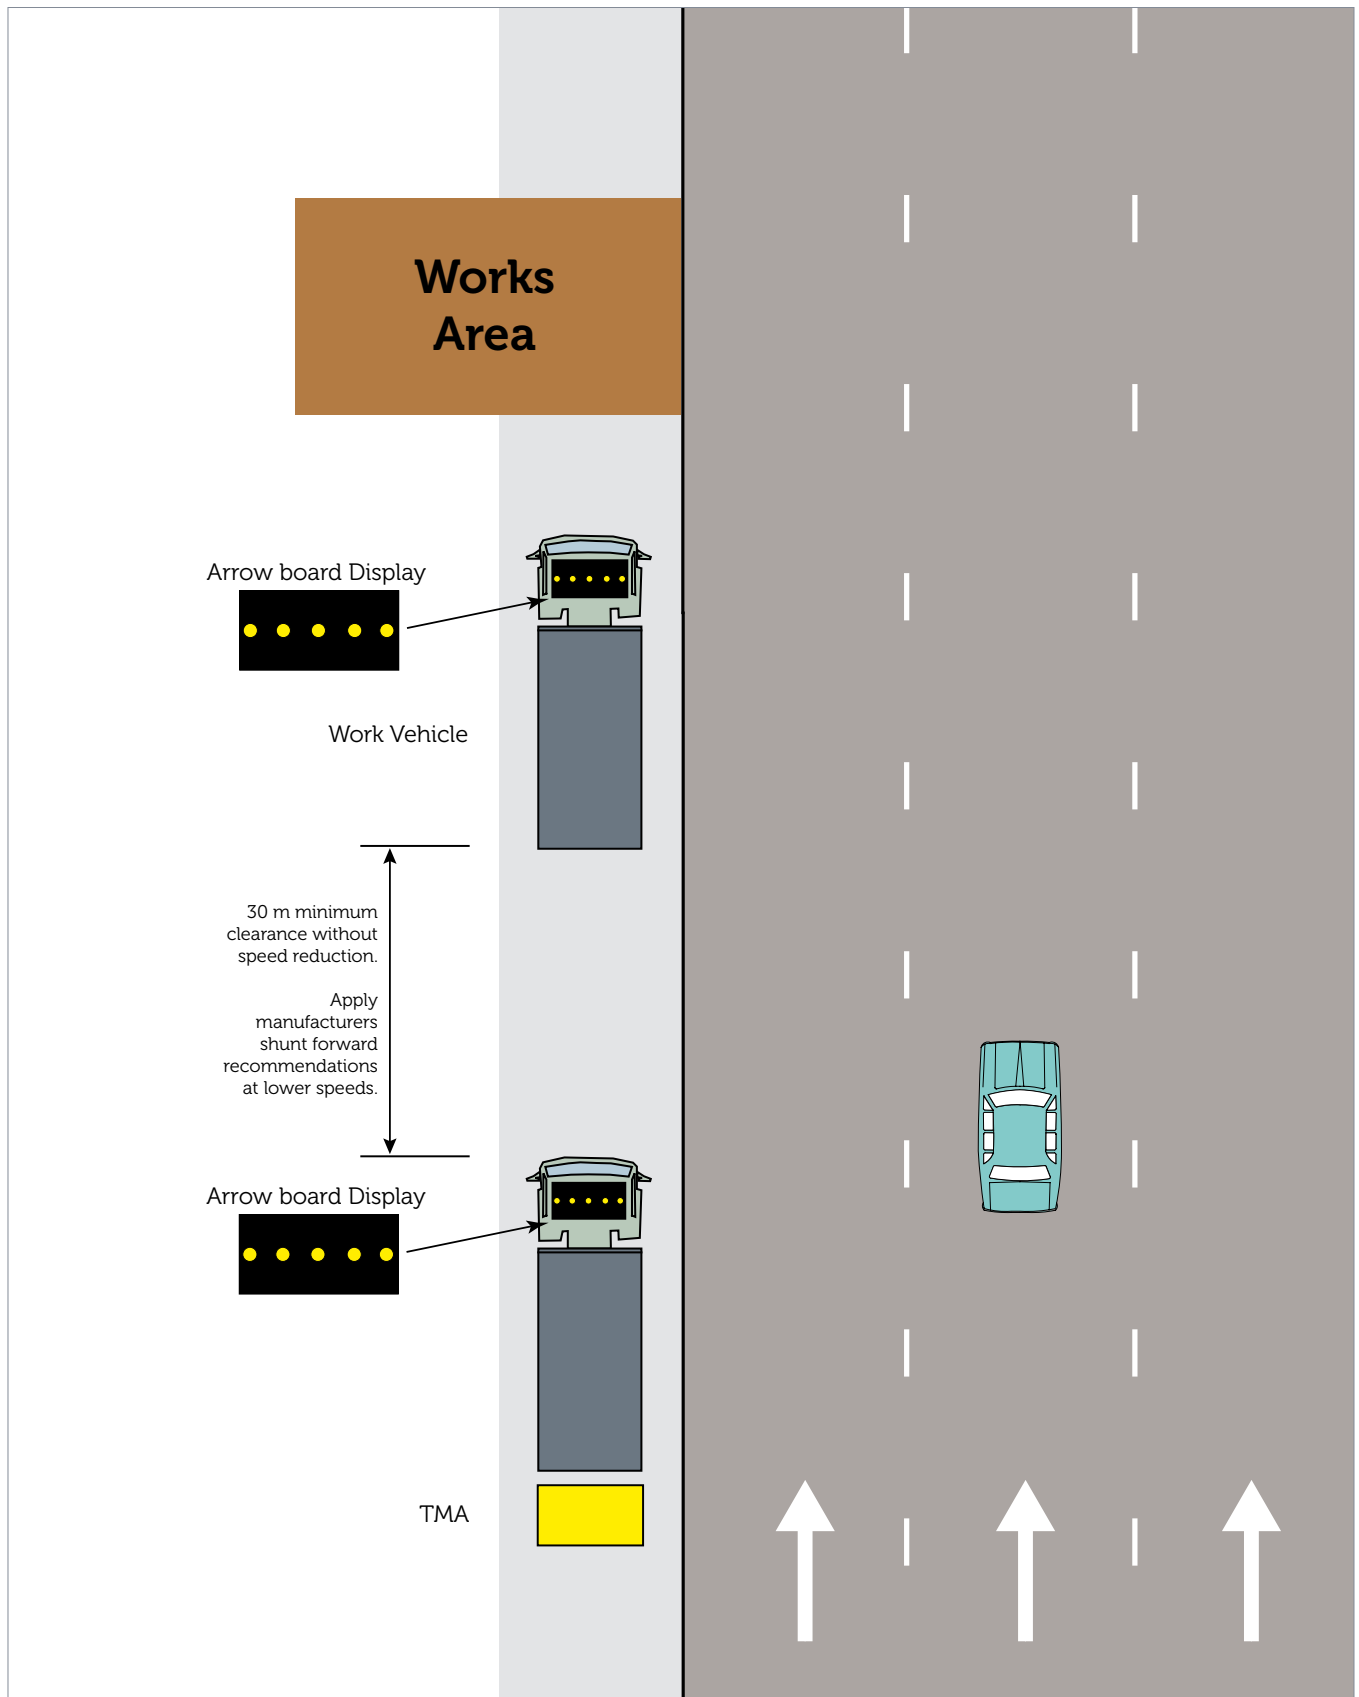 Works
Area
Arrow board Display
Work Vehicle
30 m minimum
clearance without
speed reduction.
Apply
manufacturers
shunt forward
recommendations
at lower speeds.
Arrow board Display
TMA